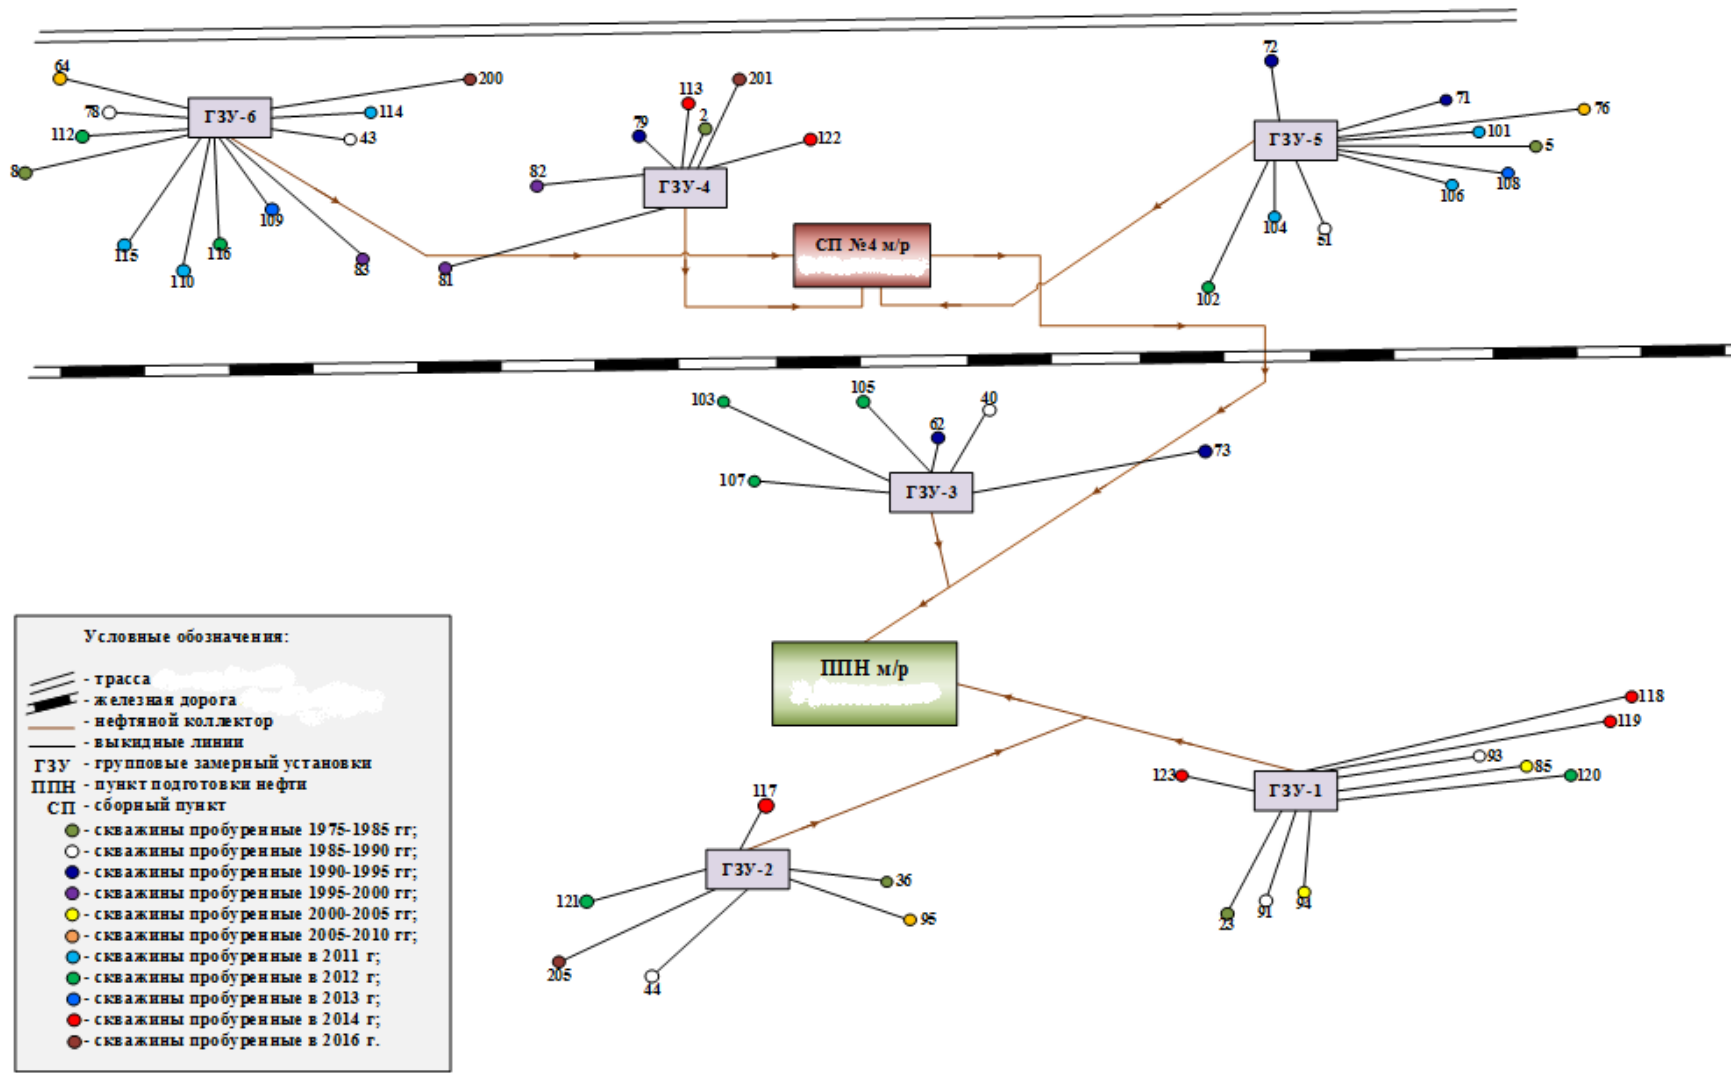 64
200
78
ГЗУ-6
114
112
43
8
109
115
116
110
83
113
201
2
79
122
82
ГЗУ-4
81
СП №4 м/р
72
71
76
ГЗУ-5
101
5
108
106
104
51
102
103
105
40
62
73
107
ГЗУ-3
ППН м/р
118
119
93
85
123
120
ГЗУ-1
23
91
94
117
ГЗУ-2
36
121
95
205
44
Условные обозначения:
- трасса
- железная дорога
- нефтяной коллектор
- выкидные линии
ГЗУ - групповые замерный установки
ППН - пункт подготовки нефти
СП - сборный пункт
- скважины пробуренные 1975-1985 гг;
- скважины пробуренные 1985-1990 гг;
- скважины пробуренные 1990-1995 гг;
- скважины пробуренные 1995-2000 гг;
- скважины пробуренные 2000-2005 гг;
- скважины пробуренные 2005-2010 гг;
- скважины пробуренные в 2011 г;
- скважины пробуренные в 2012 г;
- скважины пробуренные в 2013 г;
- скважины пробуренные в 2014 г;
- скважины пробуренные в 2016 г.